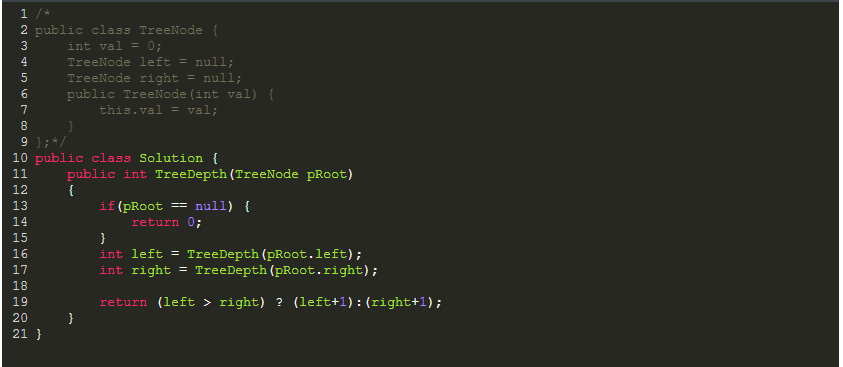 1 /*
2 public class TreeNode {
3     int val = 0;
4     TreeNode left = null;
5     TreeNode right = null;
6     public TreeNode(int val) {
7         this.val = val;
8     }
9 };*/
10 public class Solution {
11     public int TreeDepth(TreeNode pRoot)
12     {
13         if(pRoot == null) {
14             return 0;
15         }
16         int left = TreeDepth(pRoot.left);
17         int right = TreeDepth(pRoot.right);
18
19         return (left > right) ? (left+1):(right+1);
20     }
21 }